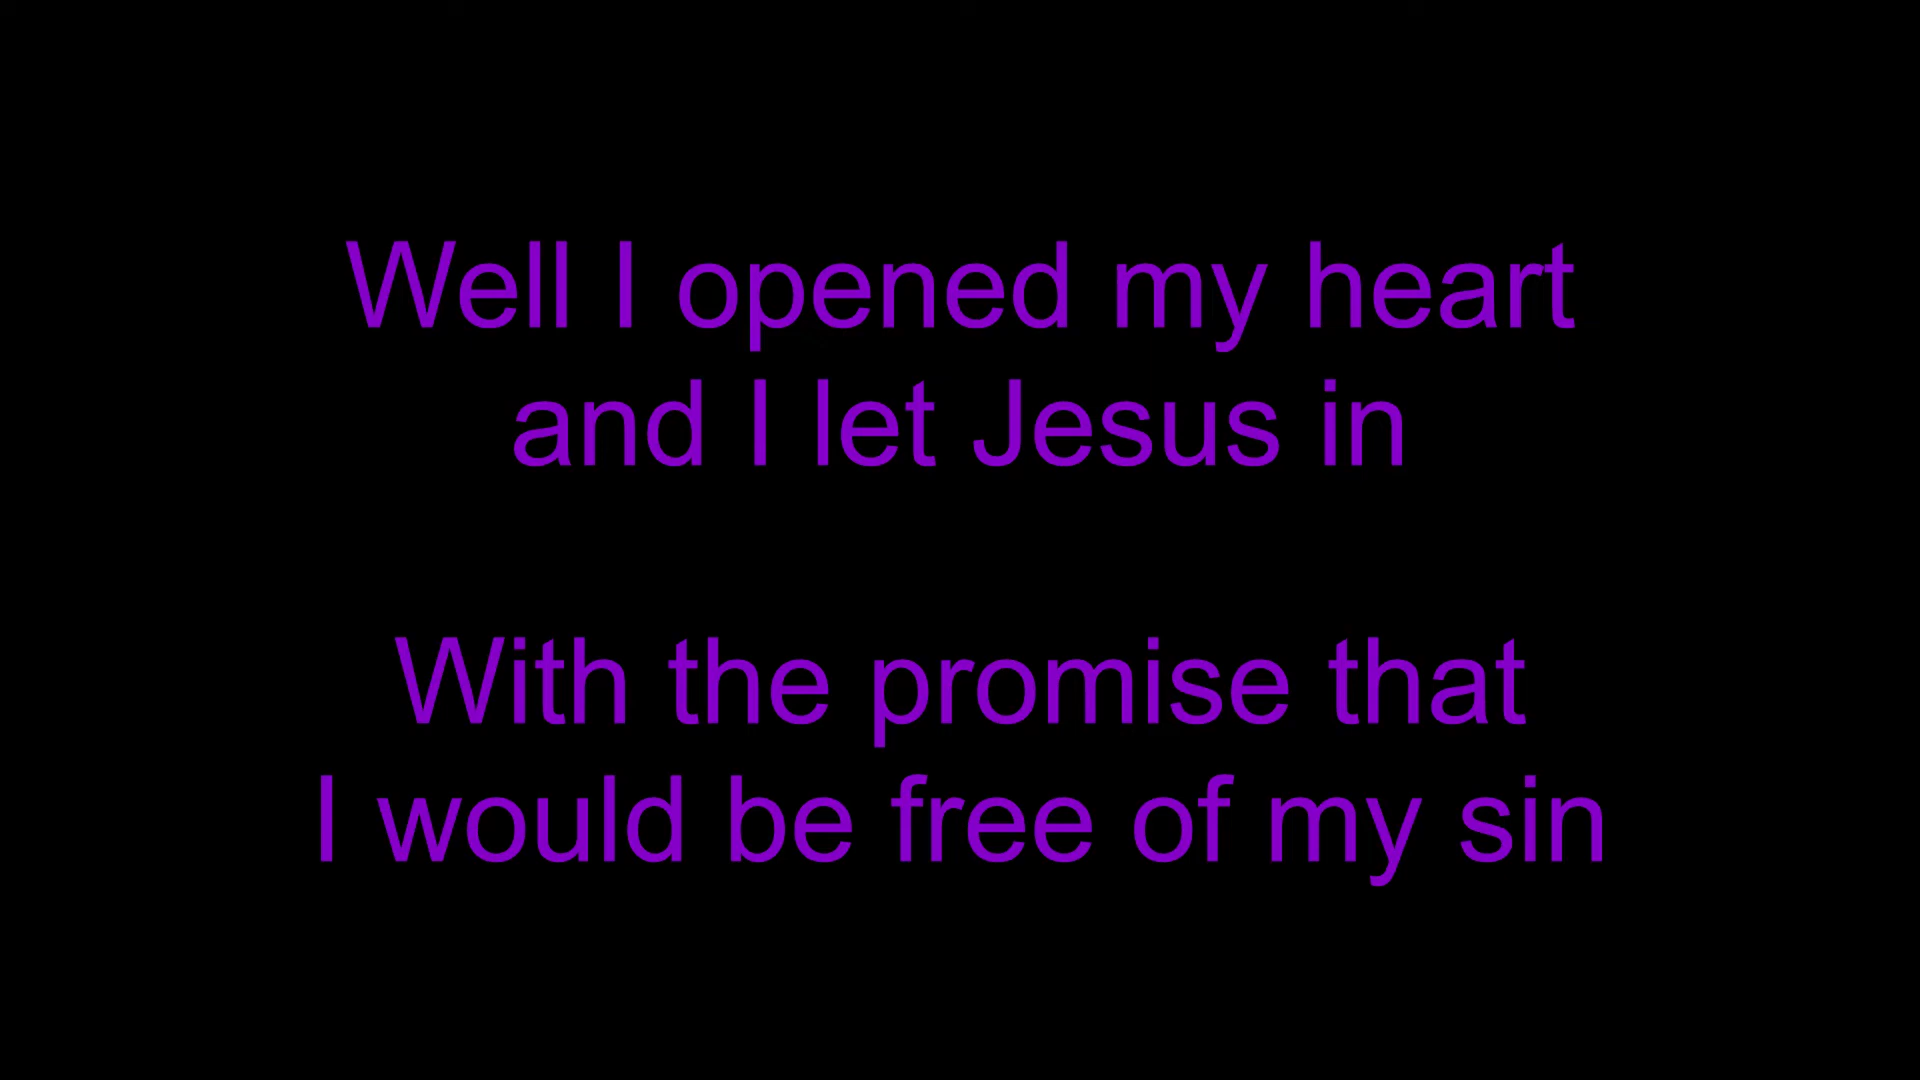 Well I opened my heart
and I let Jesus in
With the promise that
I would be free of my sin